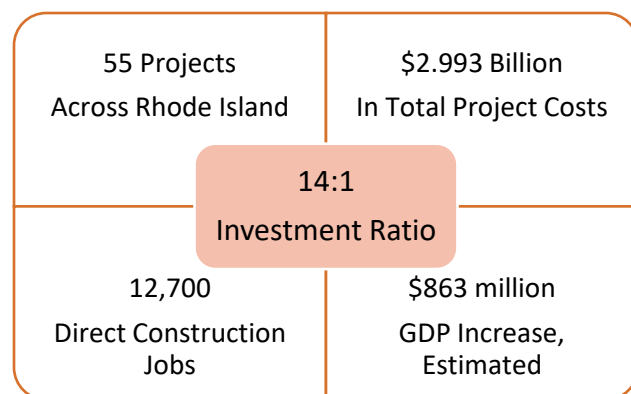 55 Projects
Across Rhode Island
$2.993 Billion
In Total Project Costs
14:1
Investment Ratio
12,700
Direct Construction
Jobs
$863 million
GDP Increase,
Estimated